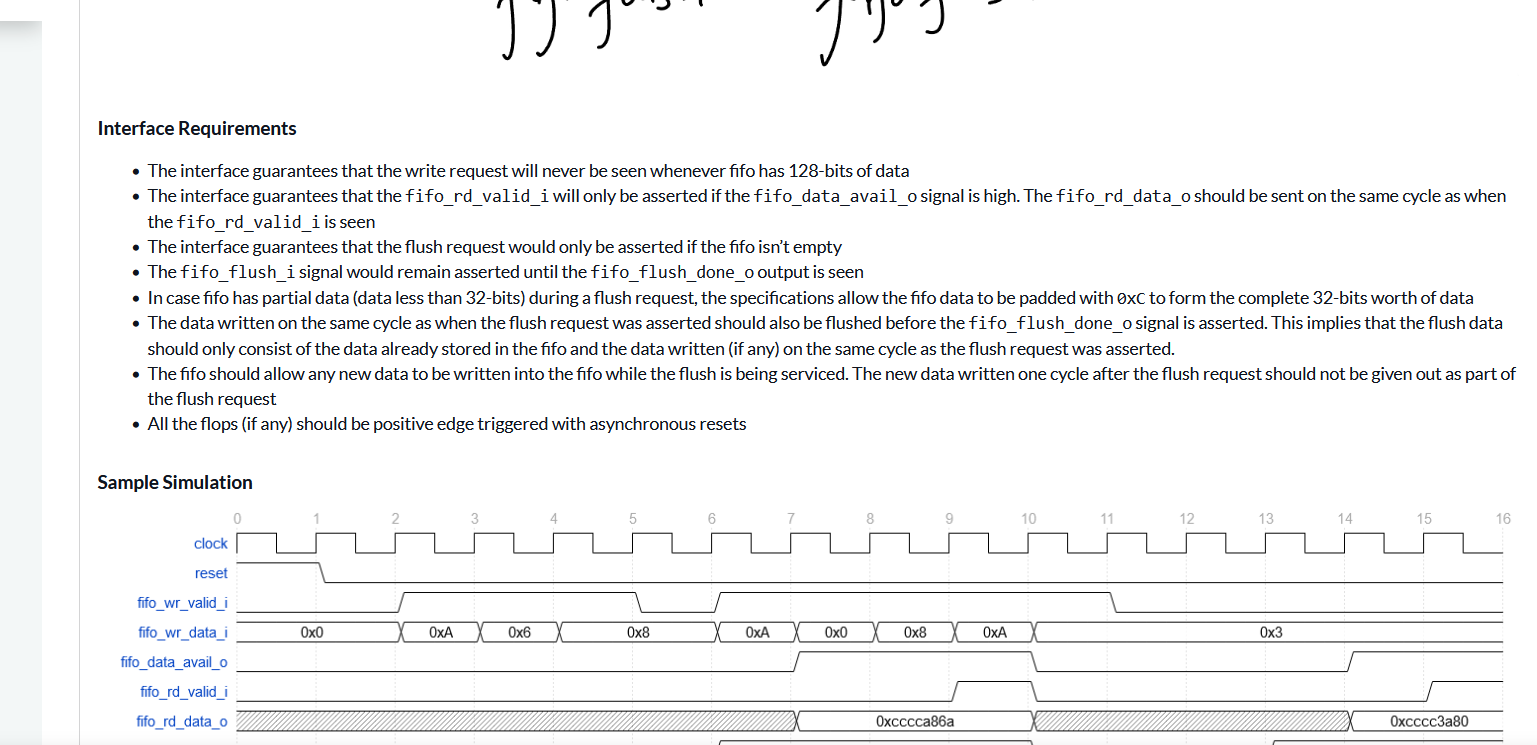 Interface Requirements
• The interface guarantees that the write request will never be seen whenever fifo has 128-bits of data
• The interface guarantees that the fifo_rd_valid_i will only be asserted if the fifo_data_avail_o signal is high. The fifo_rd_data_o should be sent on the same cycle as when
the fifo_rd_valid_i is seen
• The interface guarantees that the flush request would only be asserted if the fifo isn’t empty
• The fifo_flush_i signal would remain asserted until the fifo_flush_done_o output is seen
• In case fifo has partial data (data less than 32-bits) during a flush request, the specifications allow the fifo data to be padded with 0xC to form the complete 32-bits worth of data
• The data written on the same cycle as when the flush request was asserted should also be flushed before the fifo_flush_done_o signal is asserted. This implies that the flush data
should only consist of the data already stored in the fifo and the data written (if any) on the same cycle as the flush request was asserted.
• The fifo should allow any new data to be written into the fifo while the flush is being serviced. The new data written one cycle after the flush request should not be given out as part of
the flush request
• All the flops (if any) should be positive edge triggered with asynchronous resets
Sample Simulation
0 1 2 3 4 5 6 7 8 9 10 11 12 13 14 15 16
clock
reset
fifo_wr_valid_i
fifo_wr_data_i 0x0 0xA 0x6 0x8 0xA 0x0 0x8 0xA 0x3
fifo_data_avail_o
fifo_rd_valid_i
fifo_rd_data_o 0xcccca86a 0xcccc3a80